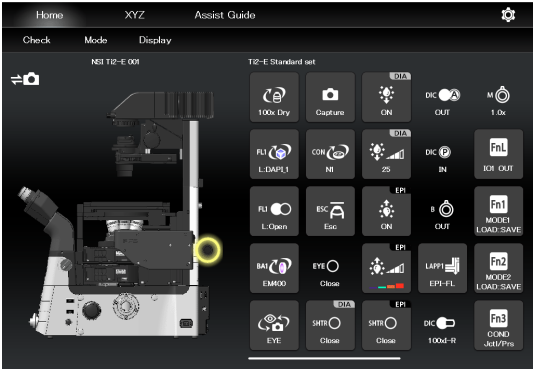 Home XYZ Assist Guide
Check Mode Display
NSI Ti2-E 001
Ti2-E Standard set
100x Dry
Capture
DIA
ON
DIC A
OUT
M
1.0x
FL1
L:DAPI_1
CON
N1
DIA
25
DIC P
IN
FnL
IO1 OUT
FL1
L:Open
ESC
Esc
EPI
ON
B
OUT
Fn1
MODE1
LOAD::SAVE
BA1
EM400
EYE
Close
EPI
LAPP1
EPI-FL
Fn2
MODE2
LOAD::SAVE
EYE
DIA
SHTR
Close
EPI
SHTR
Close
DIC
100xI-R
Fn3
COND
Jctl/Prs